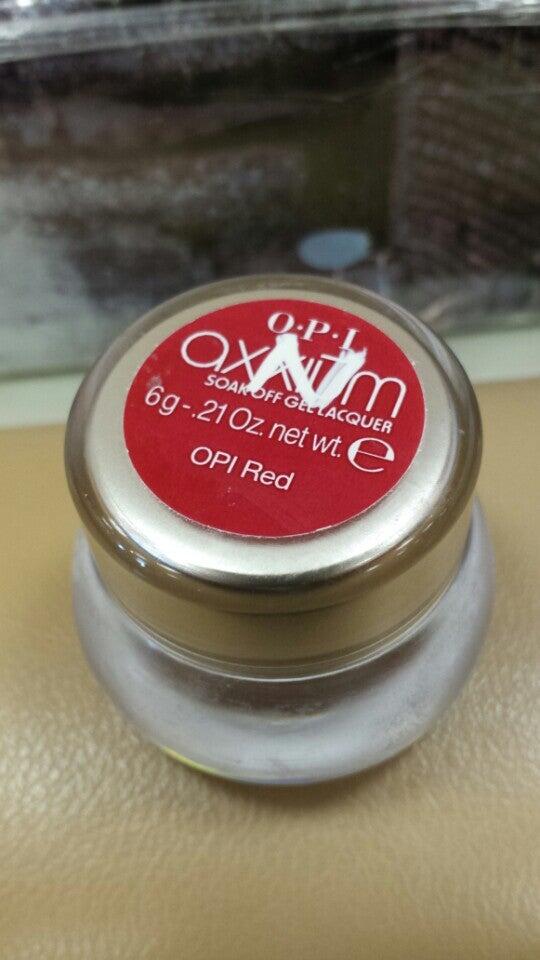 O·P·I
axxium
SOAK OFF GEL LACQUER
6g-.21 Oz. net wt. e
OPI Red